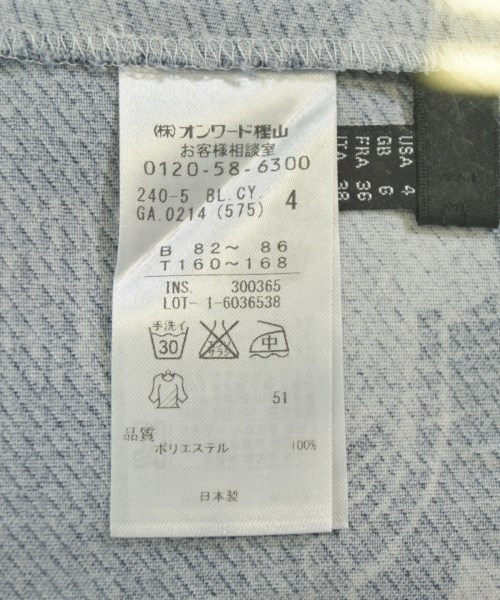 (株)オンワード樫山
お客様相談室
0120-58-6300
240-5 BL.CY. 4
GA.0214 (575)
B 82～ 86
T160～168
INS. 300365
LOT- 1-6036538
手洗イ
30
サラシ
中
51
品質
ポリエステル 100%
日本製
USA 4
GB 6
FRA 36
ITA 38